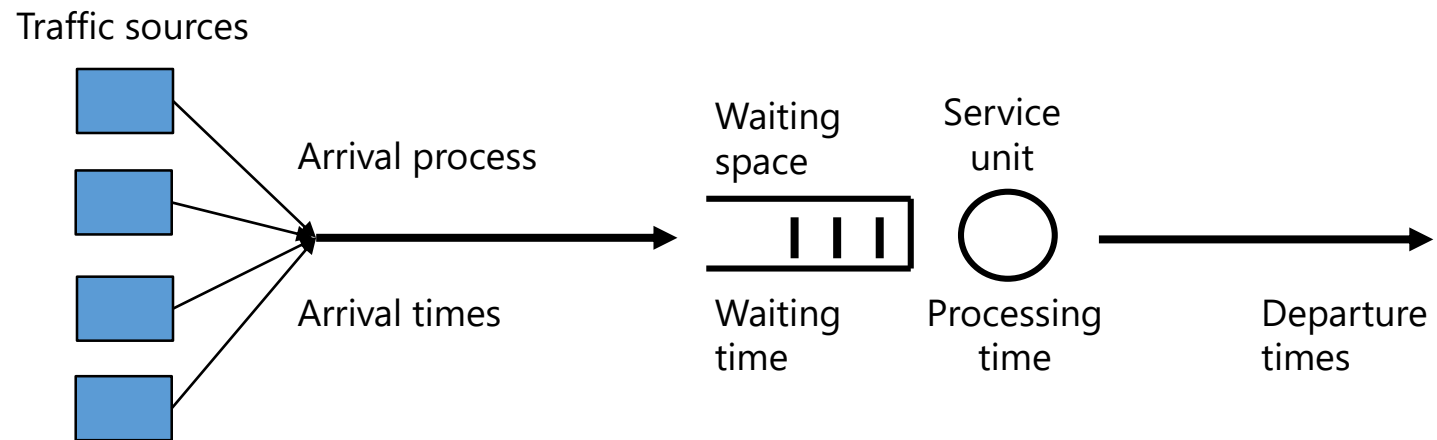 Traffic sources
Arrival process
Arrival times
Waiting
space
Service
unit
Waiting
time
Processing
time
Departure
times